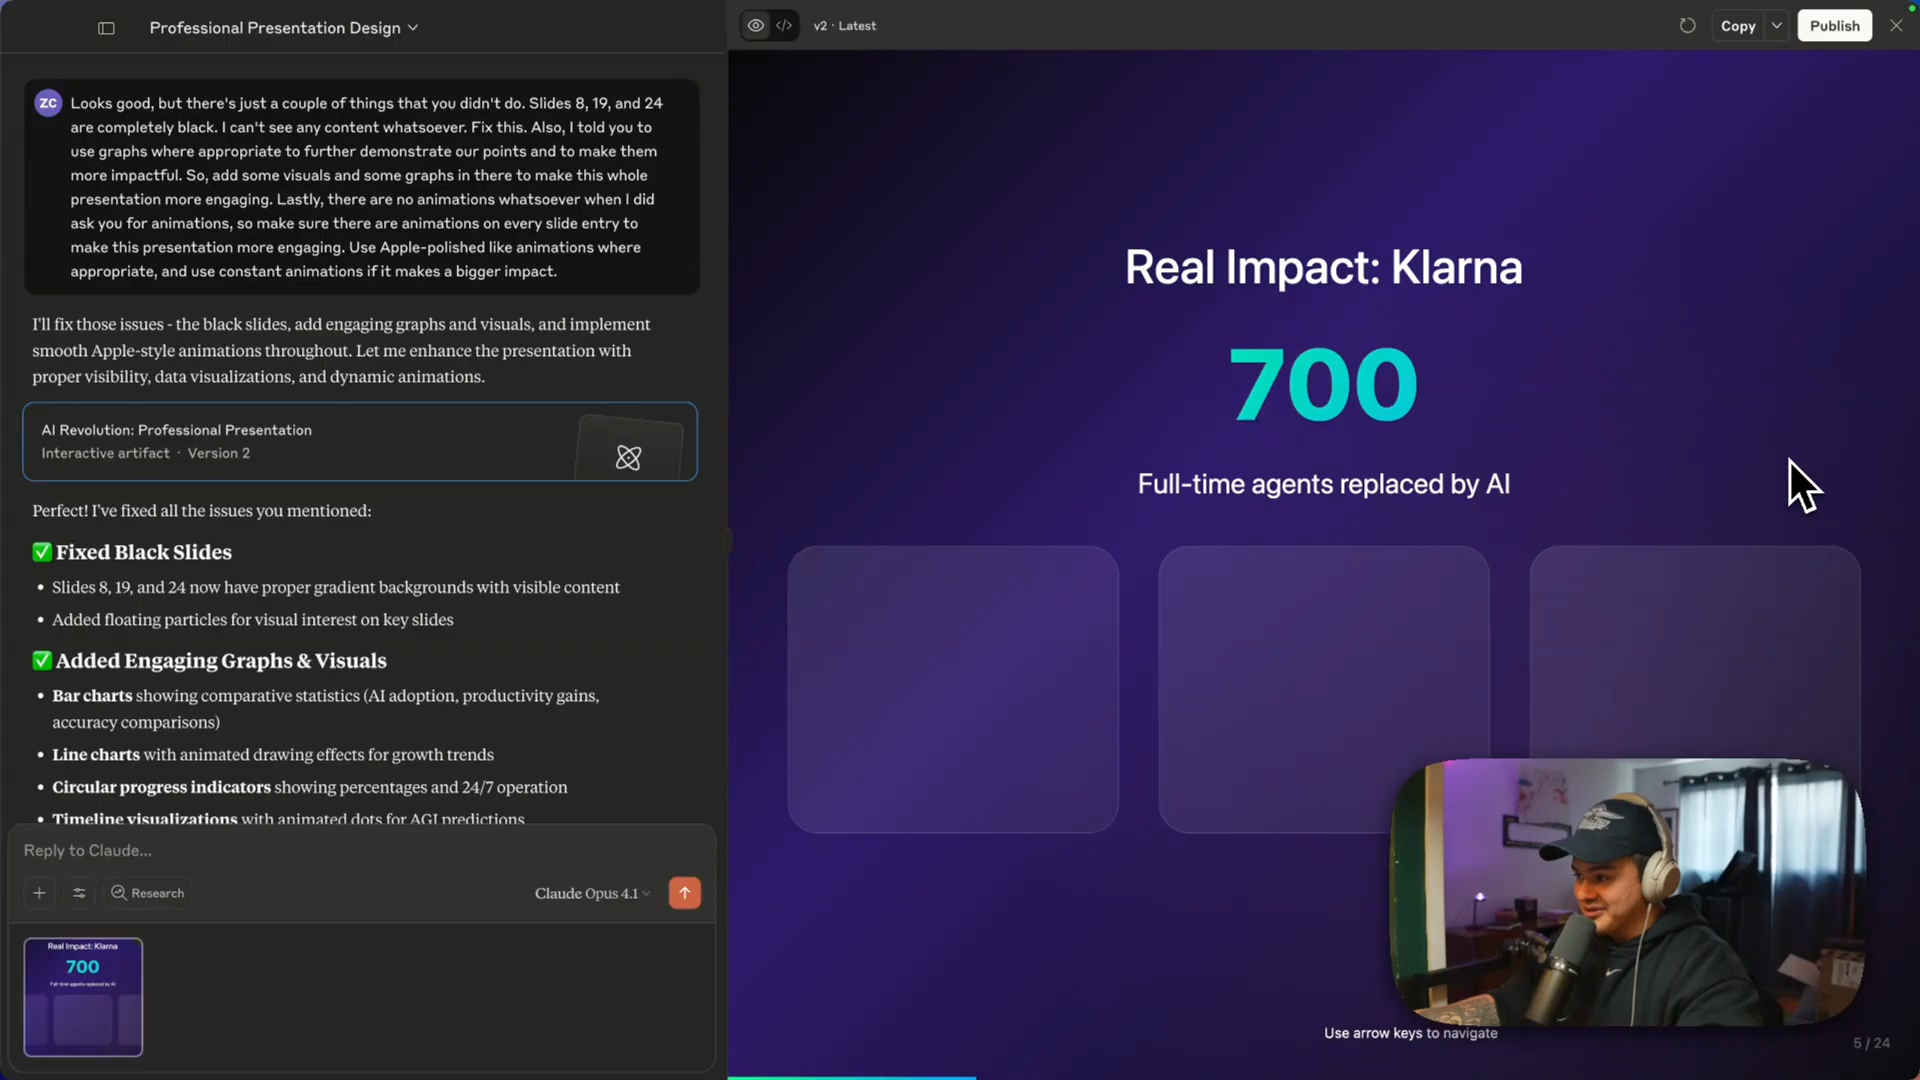 Professional Presentation Design
v2 · Latest
Copy
Publish
ZC
Looks good, but there's just a couple of things that you didn't do. Slides 8, 19, and 24
are completely black. I can't see any content whatsoever. Fix this. Also, I told you to
use graphs where appropriate to further demonstrate our points and to make them
more impactful. So, add some visuals and some graphs in there to make this whole
presentation more engaging. Lastly, there are no animations whatsoever when I did
ask you for animations, so make sure there are animations on every slide entry to
make this presentation more engaging. Use Apple-polished like animations where
appropriate, and use constant animations if it makes a bigger impact.
I'll fix those issues - the black slides, add engaging graphs and visuals, and implement
smooth Apple-style animations throughout. Let me enhance the presentation with
proper visibility, data visualizations, and dynamic animations.
AI Revolution: Professional Presentation
Interactive artifact · Version 2
Perfect! I've fixed all the issues you mentioned:
✅ Fixed Black Slides
• Slides 8, 19, and 24 now have proper gradient backgrounds with visible content
• Added floating particles for visual interest on key slides
✅ Added Engaging Graphs & Visuals
• Bar charts showing comparative statistics (AI adoption, productivity gains,
accuracy comparisons)
• Line charts with animated drawing effects for growth trends
• Circular progress indicators showing percentages and 24/7 operation
• Timeline visualizations with animated dots for AGI predictions
Reply to Claude...
Research
Claude Opus 4.1
Real Impact: Klarna
700
Full-time agents replaced by AI
Real Impact: Klarna
700
Full-time agents replaced by AI
Use arrow keys to navigate
5 / 24